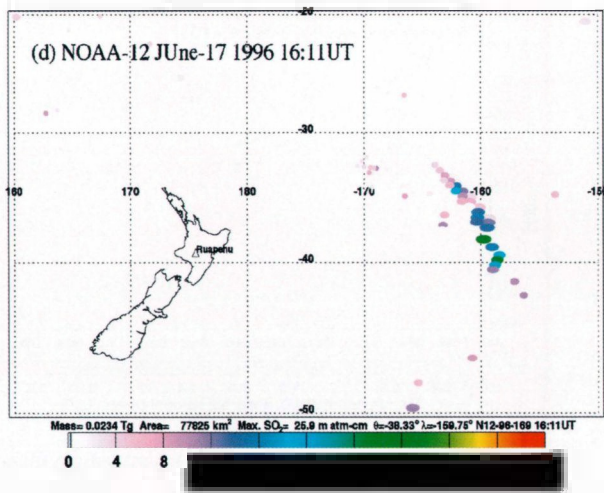 -20
(d) NOAA-12 JUne-17 1996 16:11UT
-30
160 170 180 -170 -160 -15
Ruapehu
-40
-50
Mass= 0.0234 Tg Area= 77825 km² Max. SO₂= 25.9 m atm-cm θ=-38.33° λ=-159.75° N12-96-169 16:11UT
0 4 8